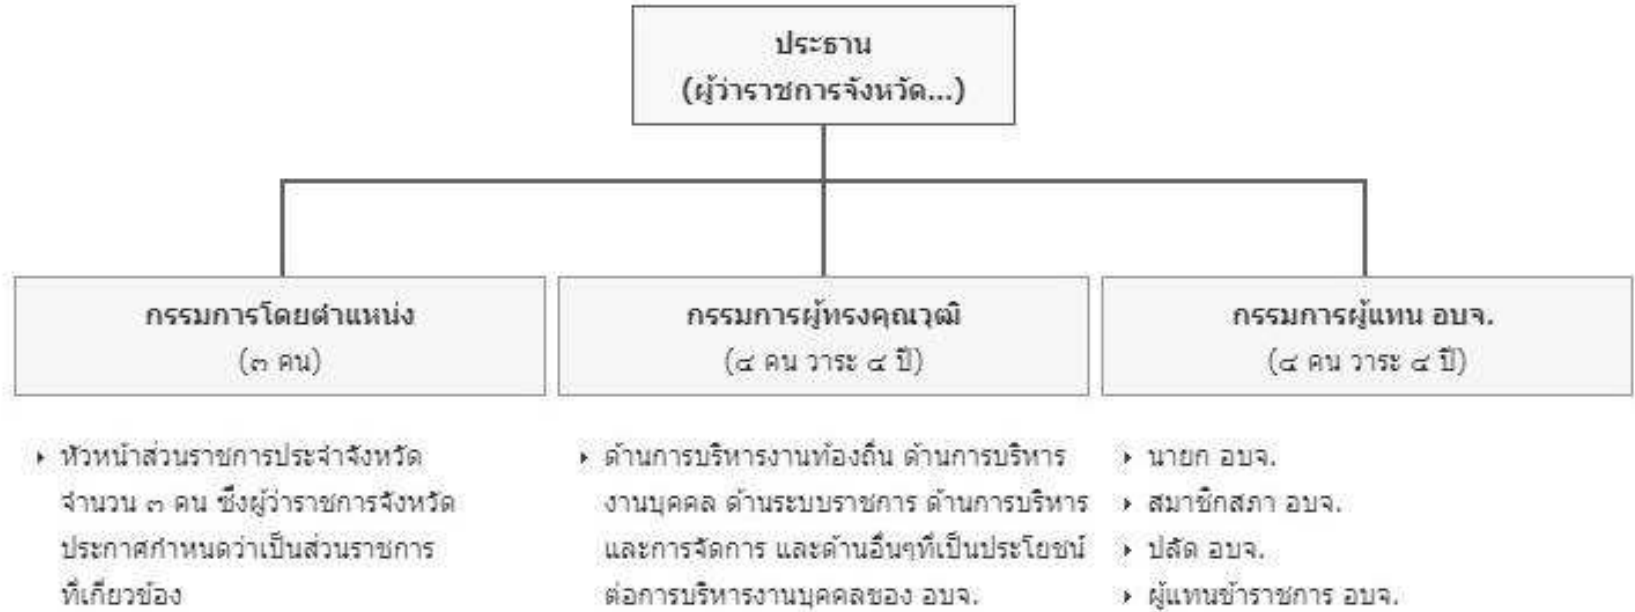 ประธาน
(ผู้ว่าราชการจังหวัด...)
กรรมการโดยตำแหน่ง
(๓ คน)
กรรมการผู้ทรงคุณวุฒิ
(๔ คน วาระ ๔ ปี)
กรรมการผู้แทน อบจ.
(๔ คน วาระ ๔ ปี)
หัวหน้าส่วนราชการประจำจังหวัด
จำนวน ๓ คน ซึ่งผู้ว่าราชการจังหวัด
ประกาศกำหนดว่าเป็นส่วนราชการ
ที่เกี่ยวข้อง
ด้านการบริหารงานท้องถิ่น ด้านการบริหาร
งานบุคคล ด้านระบบราชการ ด้านการบริหาร
และการจัดการ และด้านอื่นๆที่เป็นประโยชน์
ต่อการบริหารงานบุคคลของ อบจ.
นายก อบจ.
สมาชิกสภา อบจ.
ปลัด อบจ.
ผู้แทนข้าราชการ อบจ.